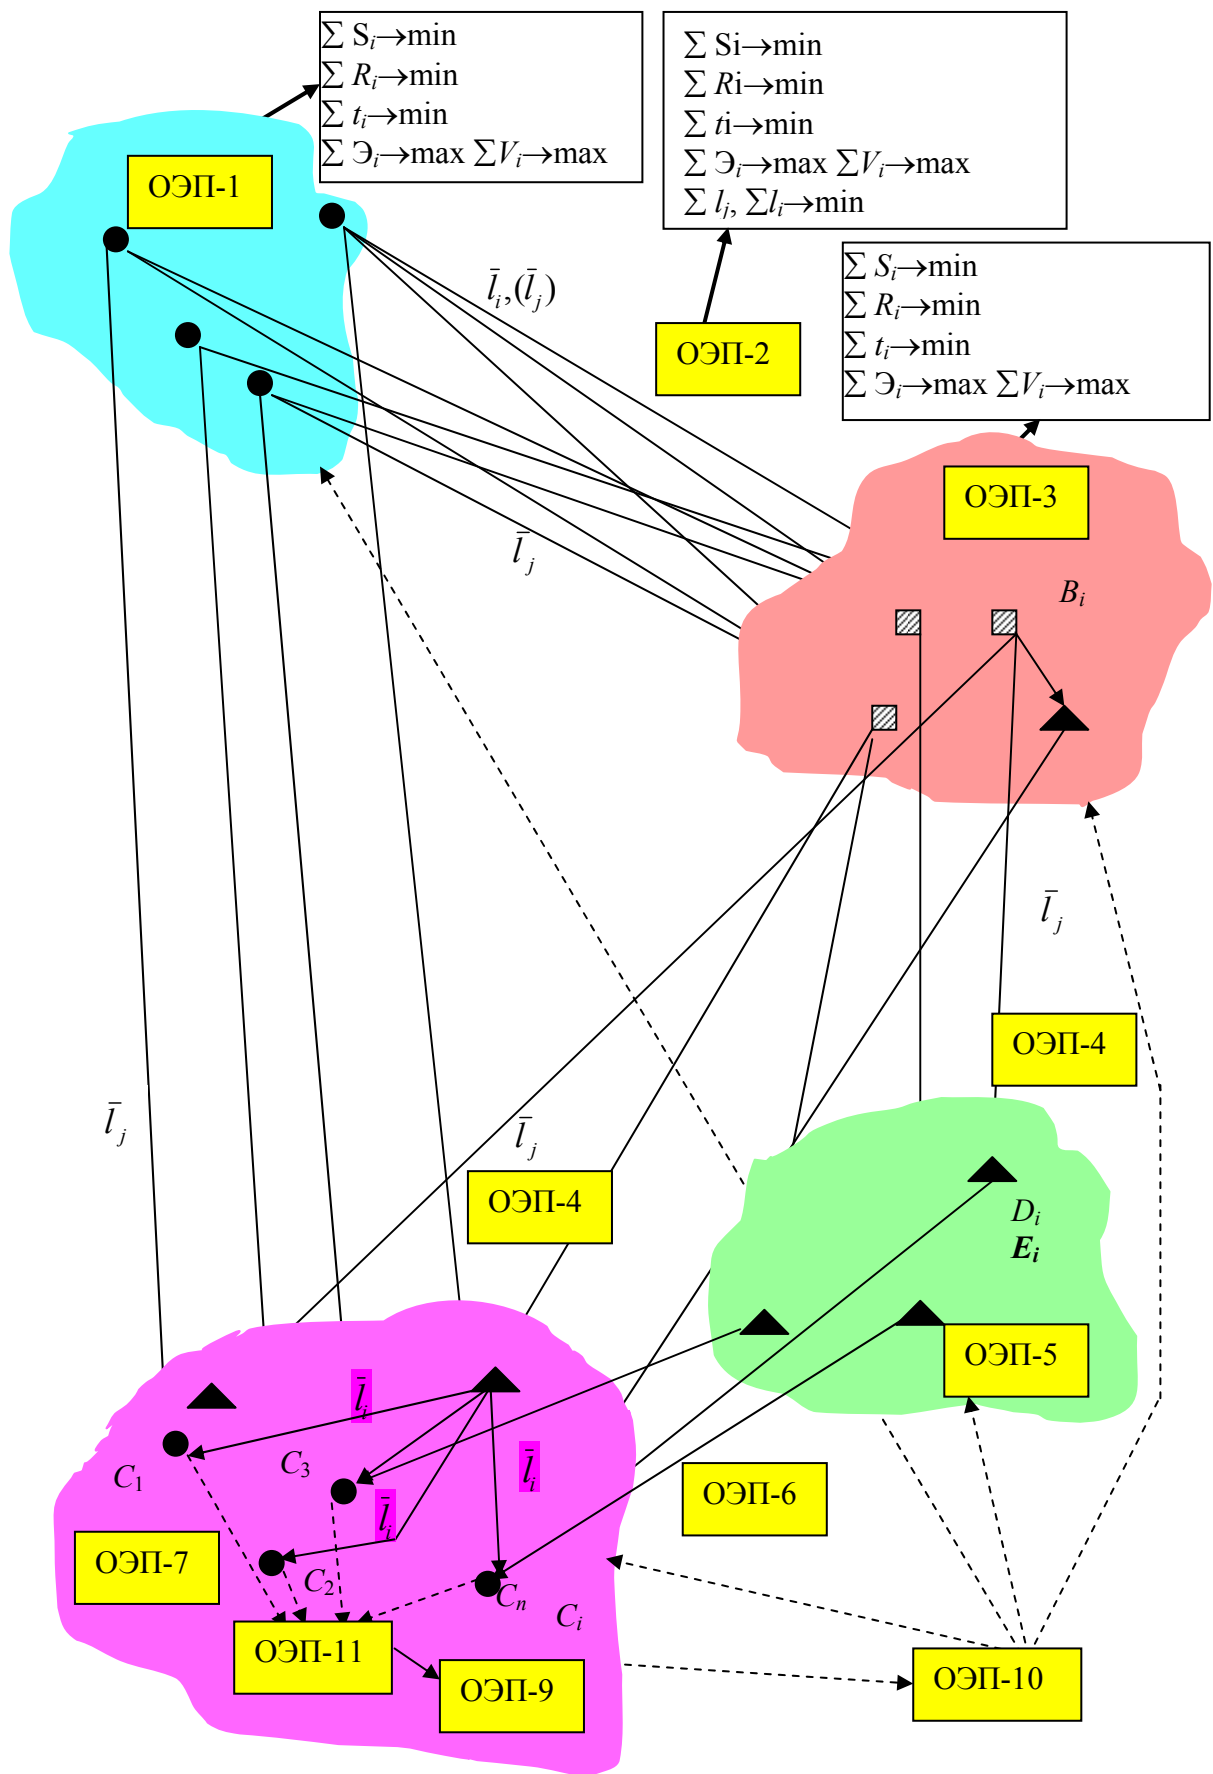 ∑ Sᵢ→min
∑ Rᵢ→min
∑ tᵢ→min
∑ Эᵢ→max ∑Vᵢ→max
∑ Si→min
∑ Ri→min
∑ ti→min
∑ Эᵢ→max ∑Vᵢ→max
∑ lⱼ, ∑lᵢ→min
ОЭП-1
l̄ᵢ,(l̄ⱼ)
ОЭП-2
∑ Sᵢ→min
∑ Rᵢ→min
∑ tᵢ→min
∑ Эᵢ→max ∑Vᵢ→max
ОЭП-3
l̄ⱼ
Bᵢ
l̄ⱼ
ОЭП-4
l̄ⱼ
l̄ⱼ
ОЭП-4
Dᵢ
Eᵢ
ОЭП-5
l̄ᵢ
C₁
C₃
l̄ᵢ
l̄ᵢ
ОЭП-6
ОЭП-7
C₂
Cₙ
Cᵢ
ОЭП-11
ОЭП-9
ОЭП-10